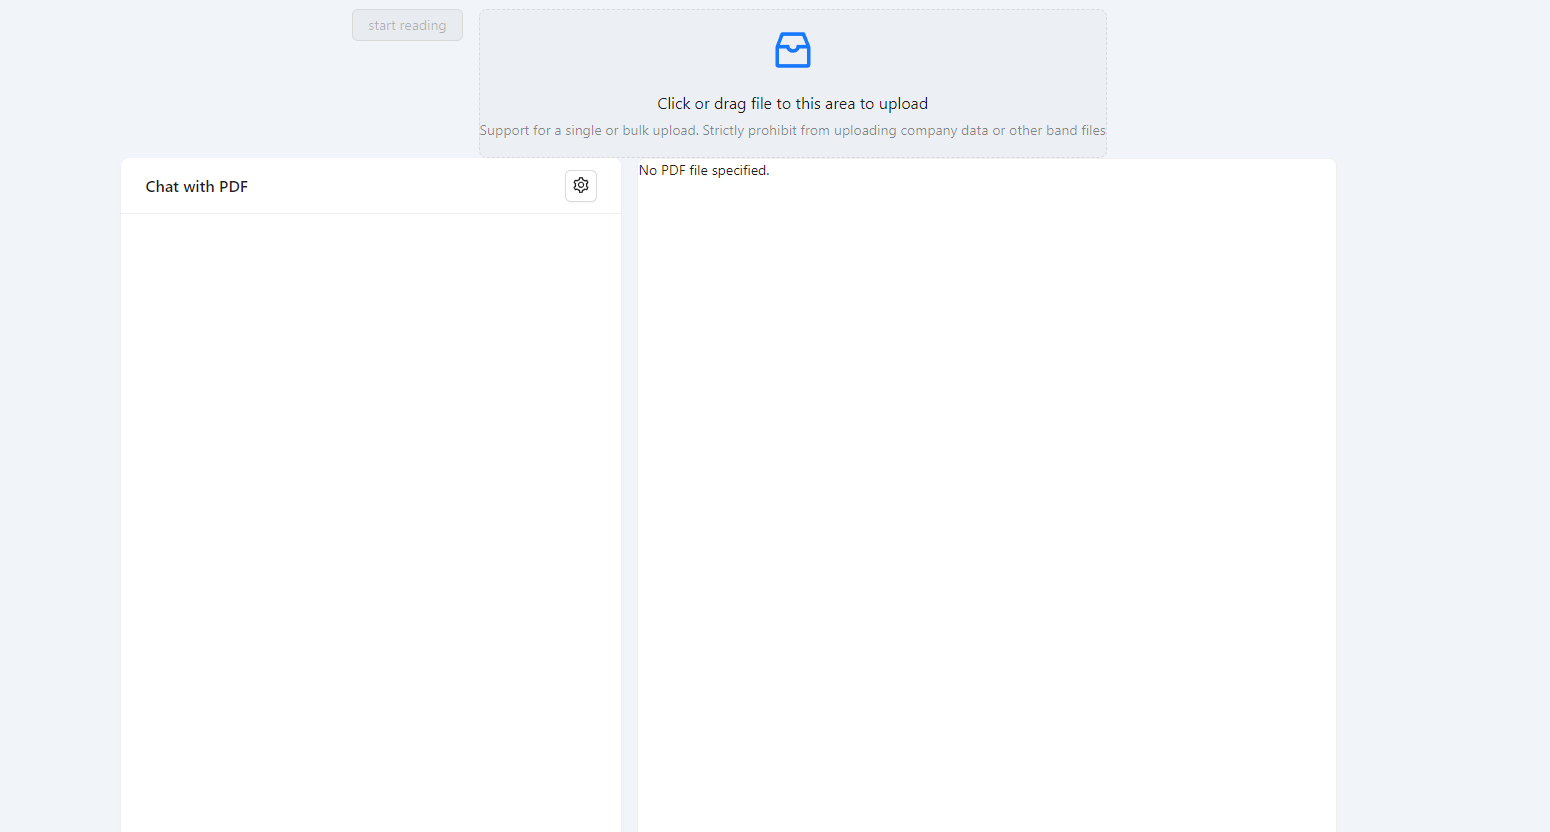 start reading
Click or drag file to this area to upload
Support for a single or bulk upload. Strictly prohibit from uploading company data or other band files
Chat with PDF
No PDF file specified.